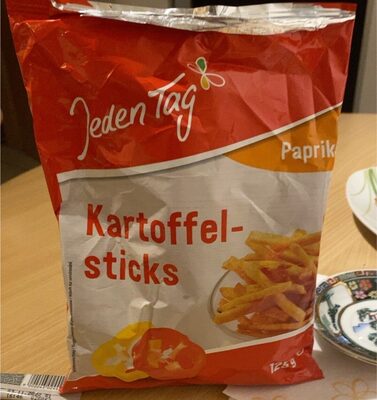 Jeden Tag
Paprik
Kartoffel-
sticks
125g e